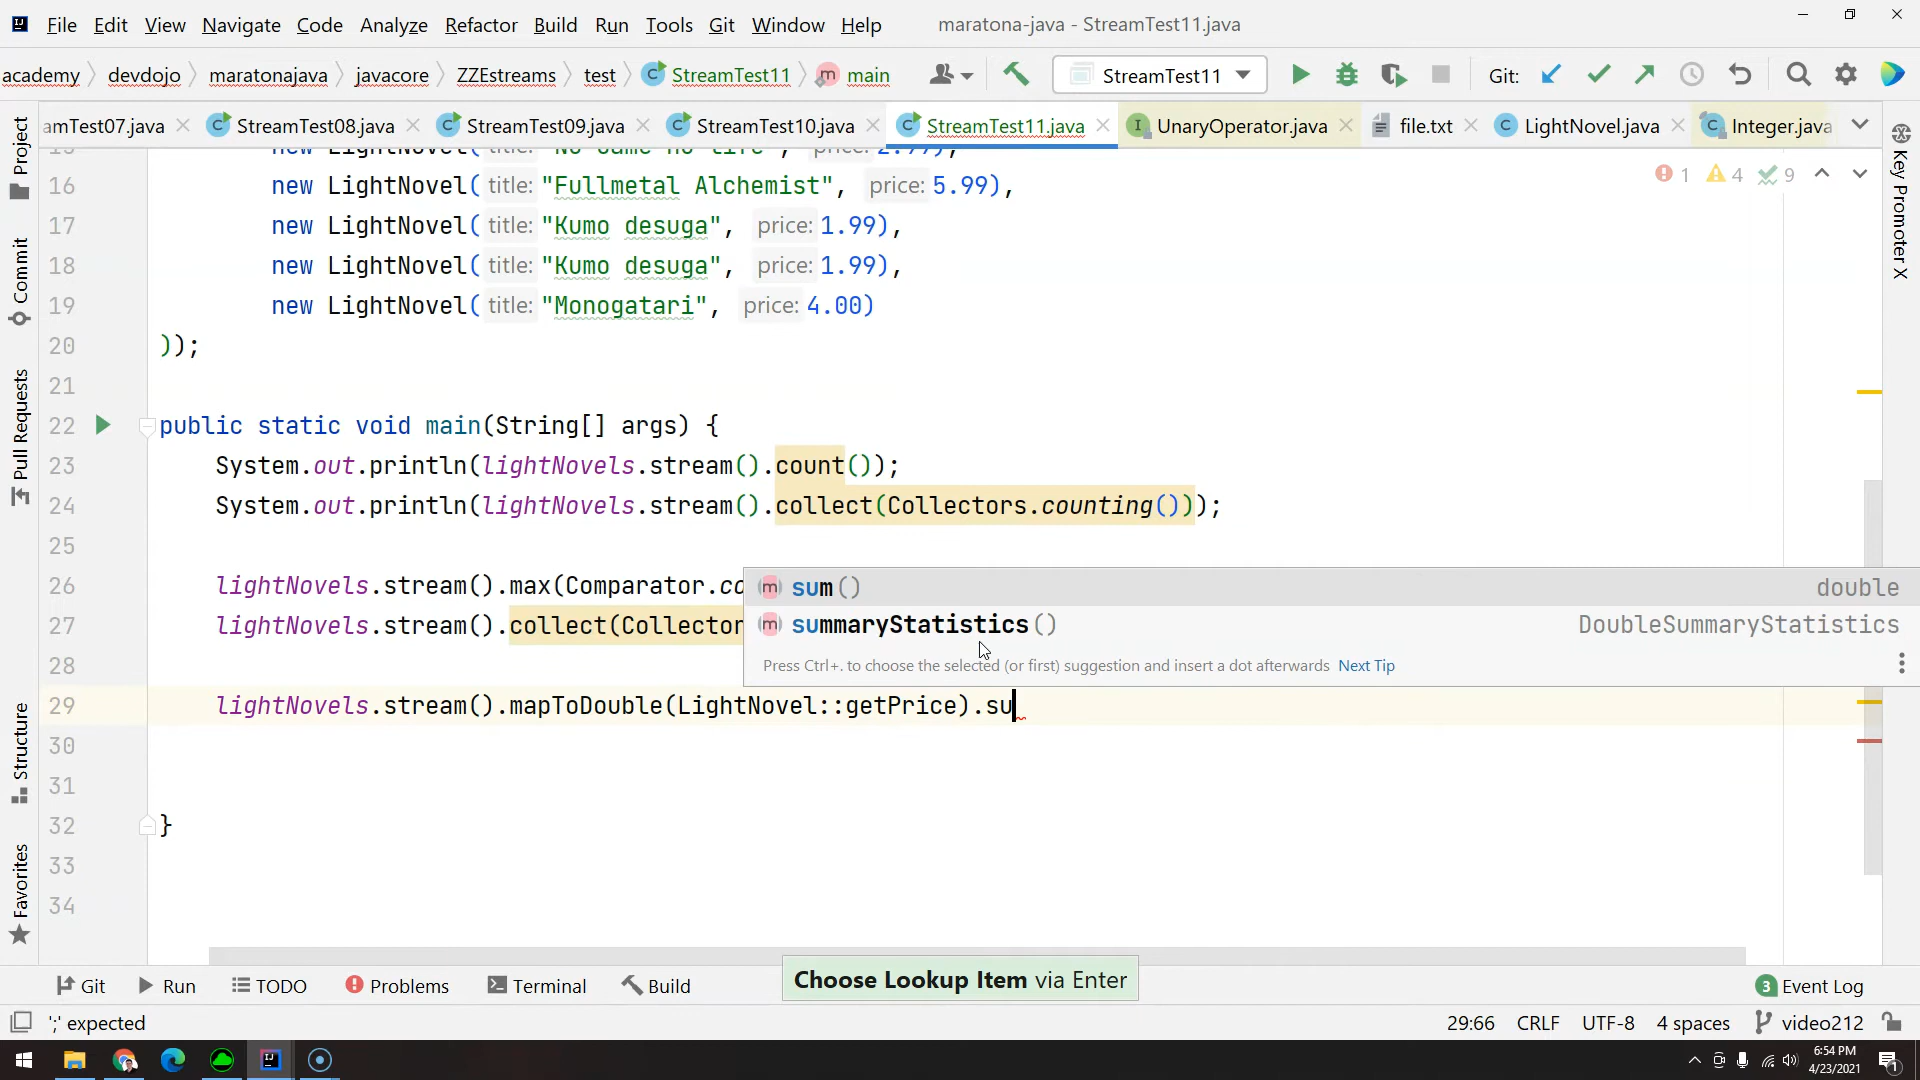 File Edit View Navigate Code Analyze Refactor Build Run Tools Git Window Help maratona-java - StreamTest11.java
academy devdojo maratonajava javacore ZZEstreams test StreamTest11 main StreamTest11 Git:
amTest07.java StreamTest08.java StreamTest09.java StreamTest10.java StreamTest11.java UnaryOperator.java file.txt LightNovel.java Integer.java
1 4 9
16 new LightNovel( title: "Fullmetal Alchemist", price: 5.99),
17 new LightNovel( title: "Kumo desuga", price: 1.99),
18 new LightNovel( title: "Kumo desuga", price: 1.99),
19 new LightNovel( title: "Monogatari", price: 4.00)
20 ));
21
22 public static void main(String[] args) {
23 System.out.println(lightNovels.stream().count());
24 System.out.println(lightNovels.stream().collect(Collectors.counting()));
25
26 lightNovels.stream().max(Comparator.co
27 lightNovels.stream().collect(Collector
28
29 lightNovels.stream().mapToDouble(LightNovel::getPrice).su
30
31
32 }
33
34
sum() double
summaryStatistics() DoubleSummaryStatistics
Press Ctrl+. to choose the selected (or first) suggestion and insert a dot afterwards Next Tip
Project
Commit
Pull Requests
Structure
Favorites
Key Promoter X
Choose Lookup Item via Enter
Git Run TODO Problems Terminal Build 3 Event Log
';' expected 29:66 CRLF UTF-8 4 spaces video212
6:54 PM
4/23/2021
1